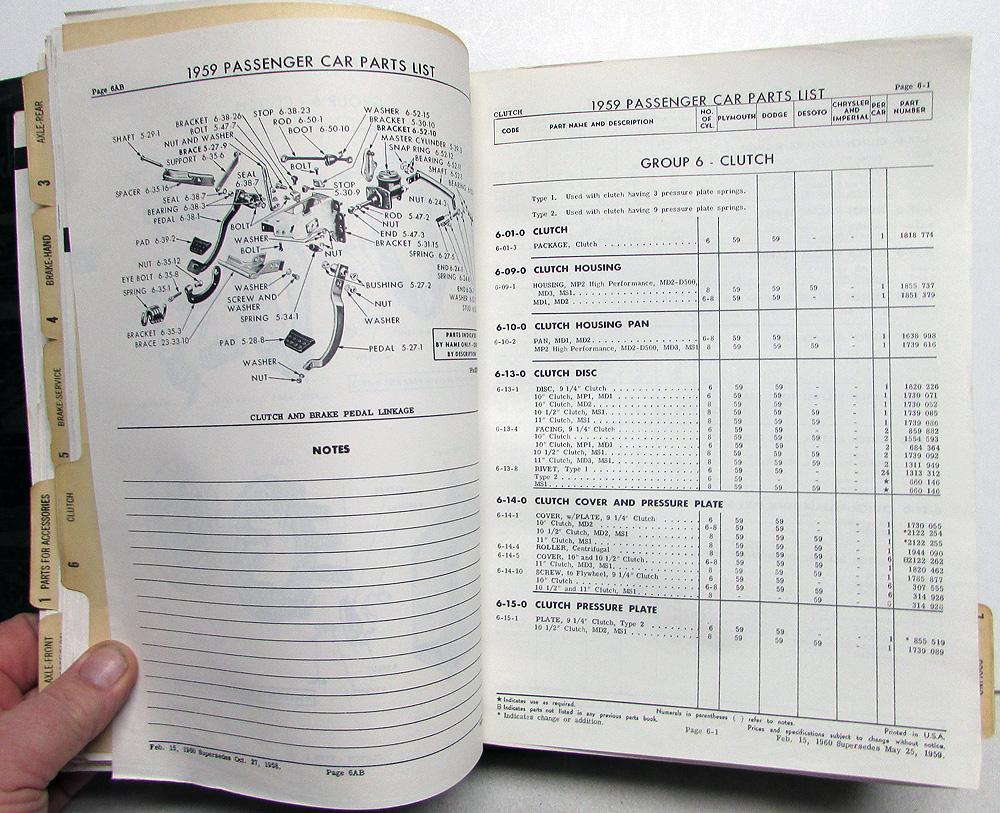 1959 PASSENGER CAR PARTS LIST
Page 6AB
STOP 6-38-23
WASHER 6-52-15
BRACKET 6-38-26
ROD 6-50-1
BRACKET 5-30-10
BOLT 5-47-7
BOOT 6-50-10
BRACKET 6-52-10
SHAFT 5-29-1
NUT AND WASHER
MASTER CYLINDER 5-39-3
BRACE 5-27-9
SNAP RING 6-52-12
SUPPORT 6-35-6
BOLT
BEARING 6-52-11
SHAFT 6-52-1
SEAL 6-38-7
STOP 5-30-9
SPACER 6-35-16
NUT 6-24-3
SEAL 6-38-7
BEARING 6-38-3
ROD 5-47-2
PEDAL 6-38-1
NUT
BOLT
END 5-47-3
WASHER
BRACKET 5-31-15
PAD 6-39-2
BOLT
NUT
SPRING 6-27-5
NUT 6-35-12
EYE BOLT 6-35-8
WASHER
BUSHING 5-27-2
SPRING 6-35-1
SCREW AND WASHER
NUT
SPRING 5-34-1
WASHER
BRACKET 6-35-3
BRACE 23-33-10
PAD 5-28-8
PEDAL 5-27-1
PARTS INDICATED
BY NAME ONLY
BY DESCRIPTION
WASHER
NUT
CLUTCH AND BRAKE PEDAL LINKAGE
NOTES
Feb. 15, 1960 Supersedes Oct. 27, 1958.
Page 6AB
AXLE-REAR
3
BRAKE-HAND
4
BRAKE-SERVICE
5
CLUTCH
6
1 PARTS FOR ACCESSORIES
AXLE-FRONT
1959 PASSENGER CAR PARTS LIST
Page 6-1
CLUTCH
CODE PART NAME AND DESCRIPTION NO. OF CYL. PLYMOUTH DODGE DESOTO CHRYSLER AND IMPERIAL PER CAR PART NUMBER
GROUP 6 - CLUTCH
Type 1. Used with clutch having 3 pressure plate springs.
Type 2. Used with clutch having 9 pressure plate springs.
6-01-0 CLUTCH
6-01-3 PACKAGE, Clutch 6 59 59 - - 1 1818 774
6-09-0 CLUTCH HOUSING
6-09-1 HOUSING, MP2 High Performance, MD2-D500,
MD3, MS1 8 59 59 59 - 1 1855 737
MD1, MD2 6-8 59 59 - - 1 1851 379
6-10-0 CLUTCH HOUSING PAN
6-10-2 PAN, MD1, MD2 6-8 59 59 - - 1 1638 998
MP2 High Performance, MD2-D500, MD3, MS1 8 59 59 59 - 1 1739 616
6-13-0 CLUTCH DISC
6-13-1 DISC, 9 1/4" Clutch 6 59 59 - - 1 1820 226
10" Clutch, MP1, MD1 6 59 59 - - 1 1730 071
10" Clutch, MD2 8 59 59 - - 1 1730 052
10 1/2" Clutch, MS1 8 59 59 59 - 1 1739 085
11" Clutch, MS1 8 59 59 59 - 1 1739 086
6-13-4 FACING, 9 1/4" Clutch 6 59 59 - - 2 859 882
10" Clutch 8 59 59 59 - 2 1554 593
10" Clutch, MP1, MD1 6 59 59 - - 2 684 364
10 1/2" Clutch, MS1 8 59 59 59 - 2 1739 092
11" Clutch, MD3, MS1 8 59 59 59 - 2 1311 949
6-13-8 RIVET, Type 1 6 59 59 - - 24 1313 312
Type 2 6 59 59 - - ★ 660 146
MS1 8 59 59 59 - ★ 660 146
6-14-0 CLUTCH COVER AND PRESSURE PLATE
6-14-1 COVER, w/PLATE, 9 1/4" Clutch 6 59 59 - - 1 1730 055
10" Clutch, MD2 6-8 59 59 - - 1 *2122 254
10 1/2" Clutch, MD2, MS1 8 59 59 59 - 1 *2122 255
11" Clutch, MS1 8 59 59 59 - 1 1944 090
6-14-4 ROLLER, Centrifugal 8 59 59 59 6 B2122 262
6-14-5 COVER, 10" and 10 1/2" Clutch 6-8 59 59 59 1 1820 462
11" Clutch, MD3, MS1 8 59 59 59 1 1785 877
6-14-10 SCREW, to Flywheel, 9 1/4" Clutch 6 59 59 - 6 307 555
10" Clutch 6-8 59 59 - 6 314 926
10 1/2" and 11" Clutch, MS1 8 59 59 6 314 926
6-15-0 CLUTCH PRESSURE PLATE
6-15-1 PLATE, 9 1/4" Clutch, Type 2 6 59 59 - - 1 * 855 519
10 1/2" Clutch, MD2, MS1 8 59 59 59 - 1 1739 089
★ Indicates use as required.
B Indicates parts not listed in any previous parts book.
* Indicates change or addition.
Numerals in parentheses ( ) refer to notes.
Printed in U.S.A.
Prices and specifications subject to change without notice.
Page 6-1
Feb. 15, 1960 Supersedes May 25, 1959.